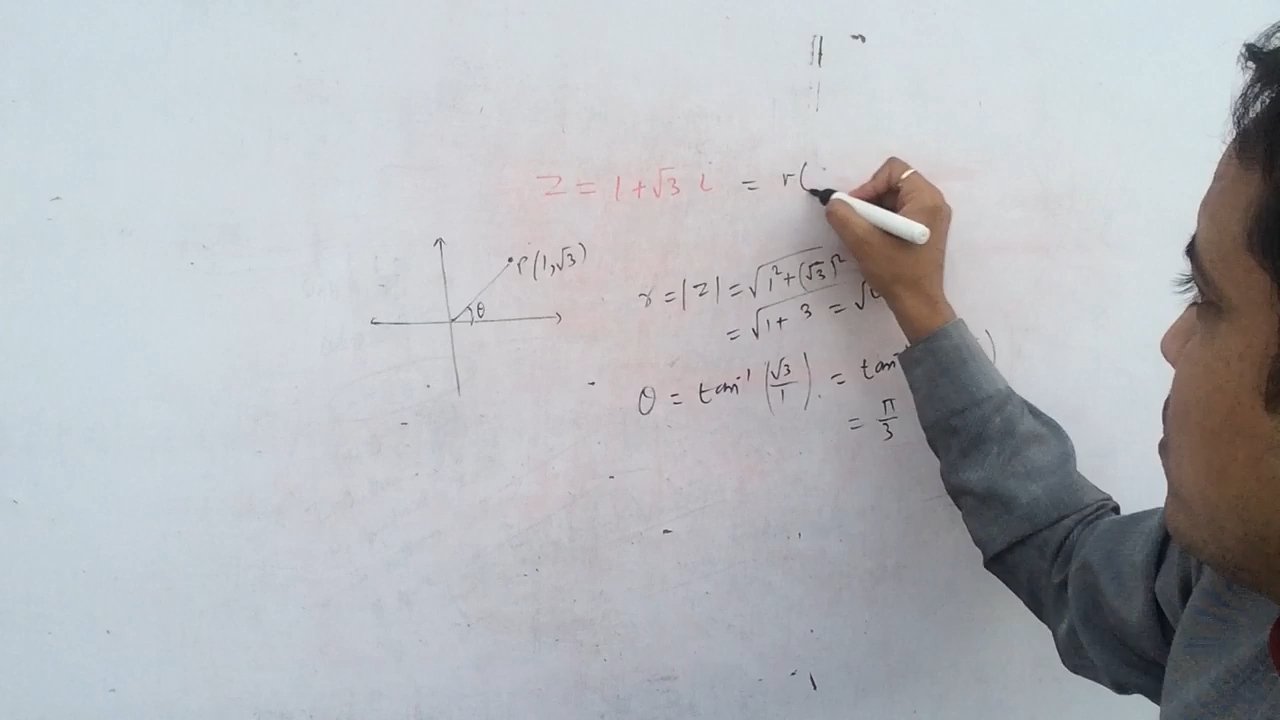 Z = 1 + √3 i = r(
P(1,√3)
θ
r = |Z| = √1² + (√3)²
= √1 + 3 = √
θ = tan⁻¹ (√3/1) = tan
= π/3